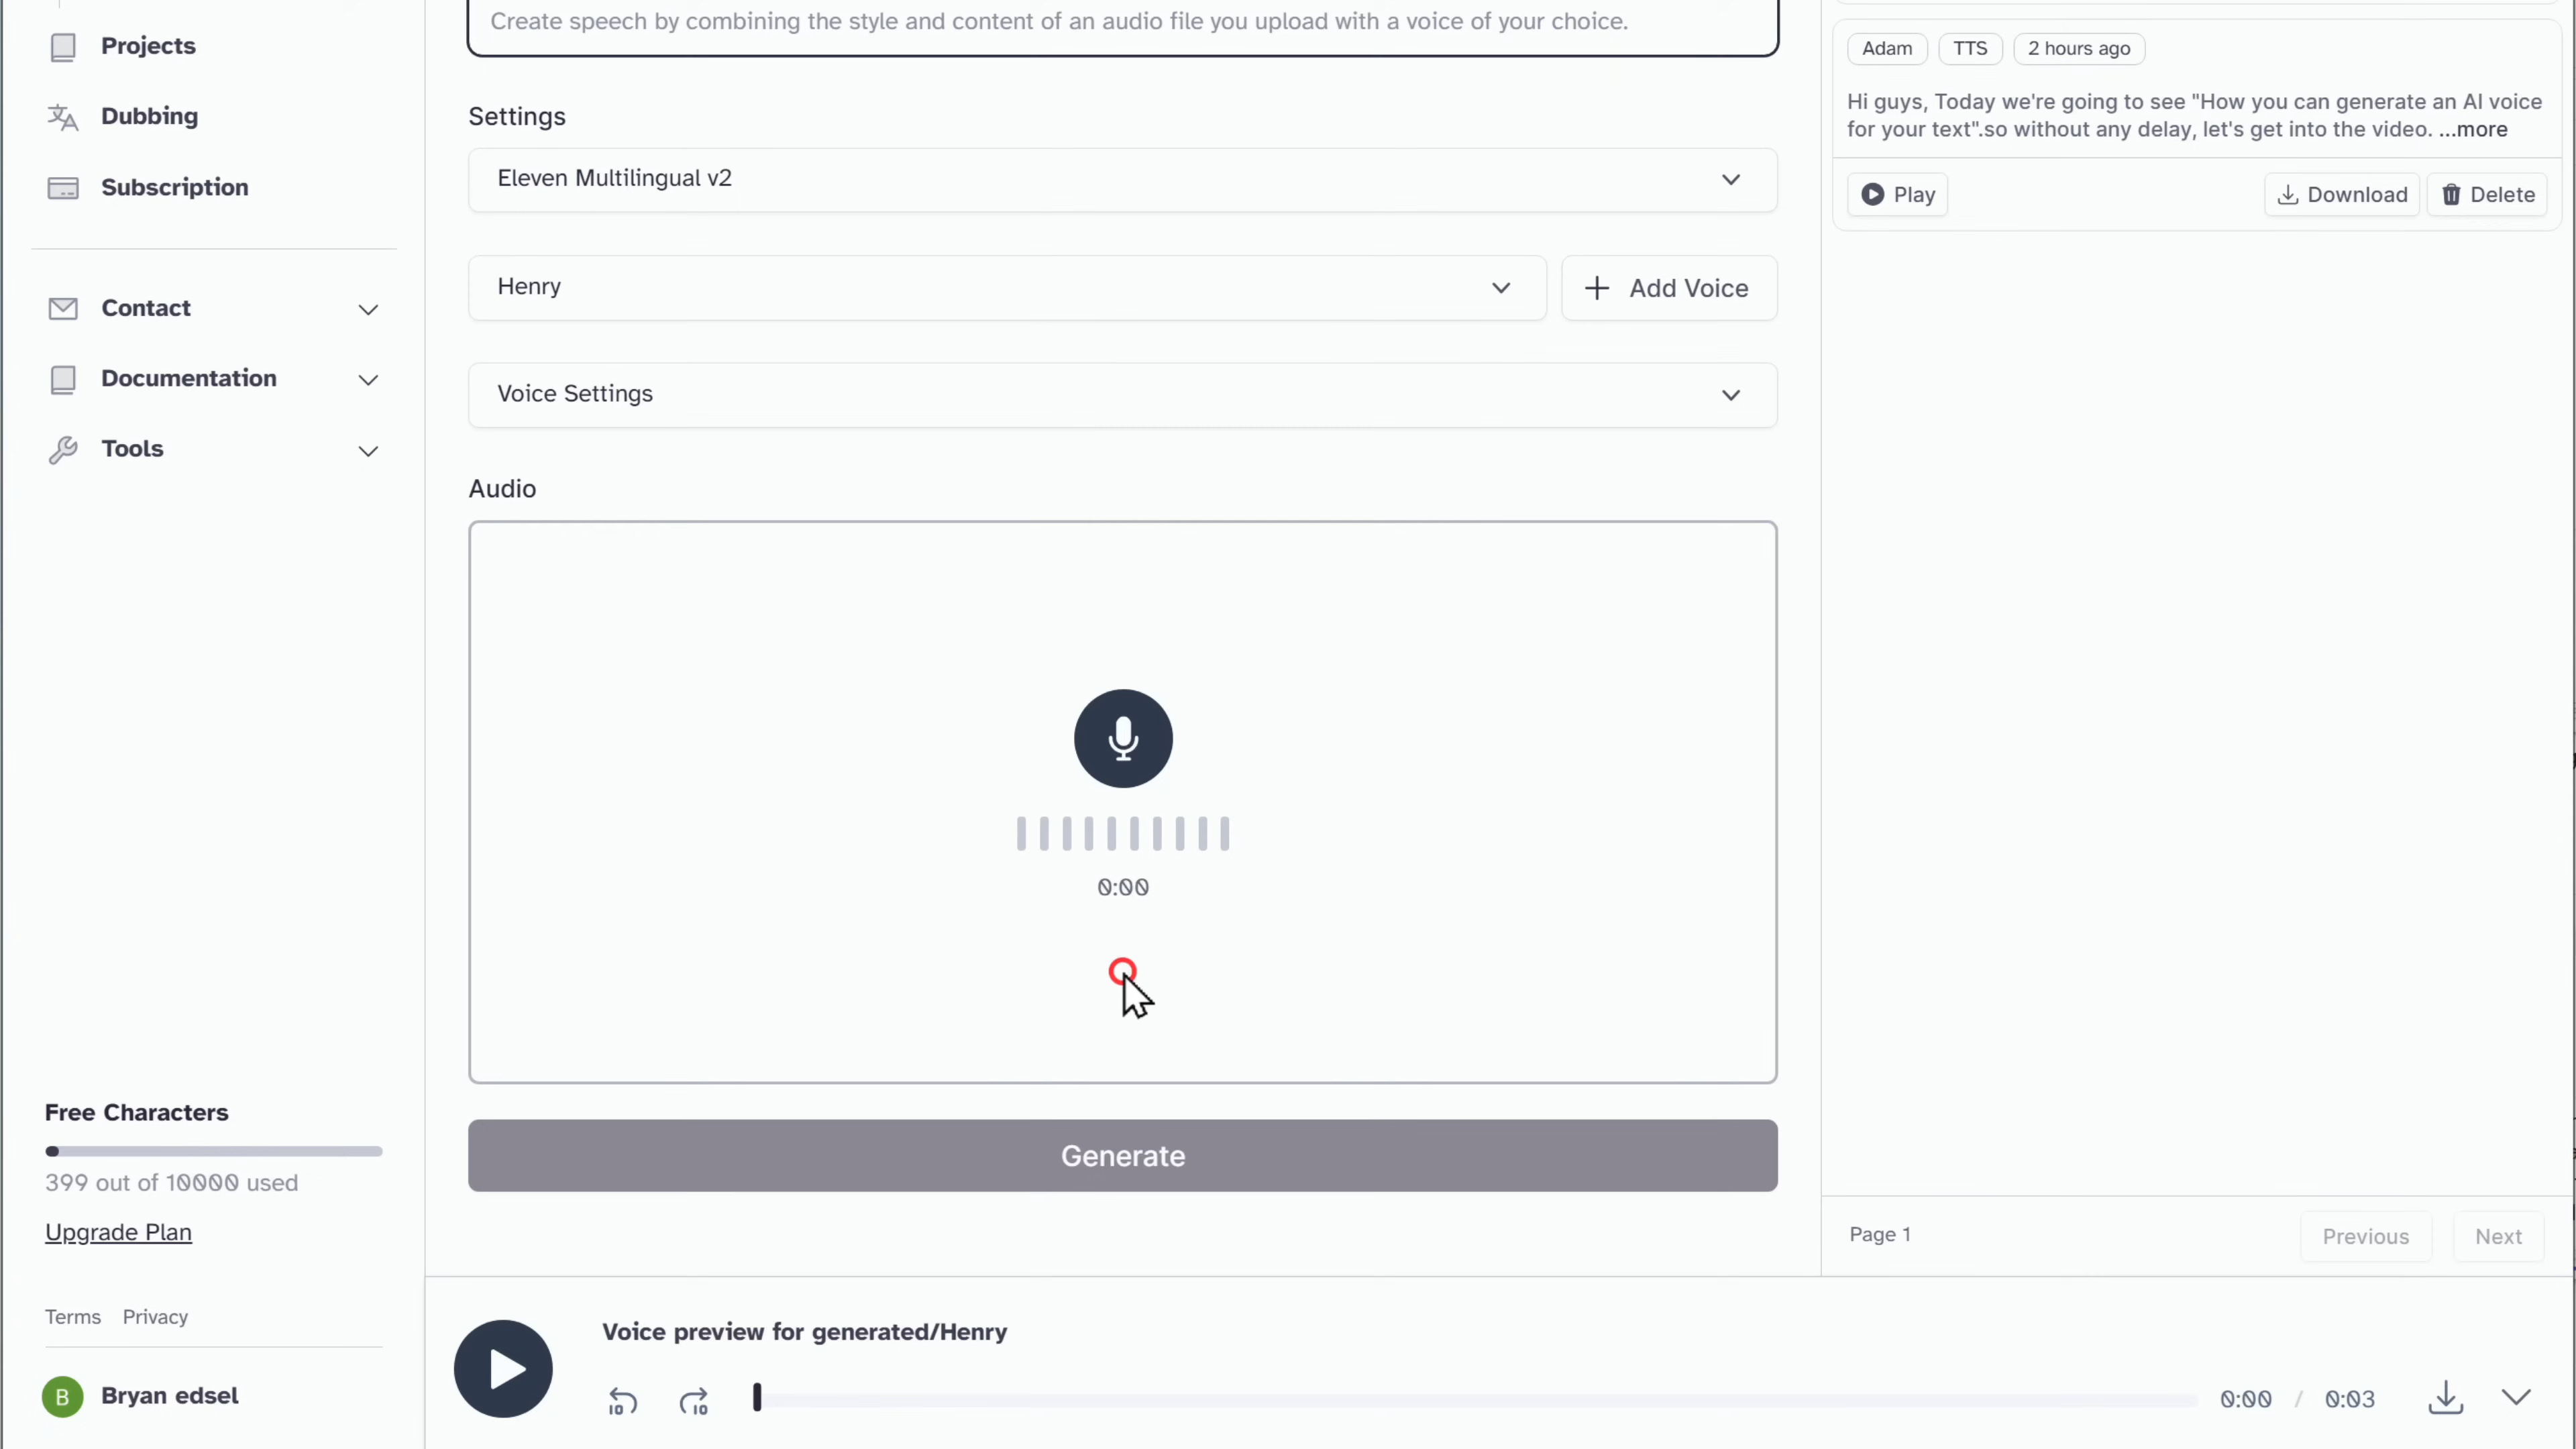 Projects
Dubbing
Subscription
Contact
Documentation
Tools
Free Characters
399 out of 10000 used
Upgrade Plan
Terms Privacy
Bryan edsel
Create speech by combining the style and content of an audio file you upload with a voice of your choice.
Settings
Eleven Multilingual v2
Henry
Add Voice
Voice Settings
Audio
0:00
Generate
Adam TTS 2 hours ago
Hi guys, Today we're going to see "How you can generate an AI voice
for your text".so without any delay, let's get into the video. ...more
Play Download Delete
Page 1 Previous Next
Voice preview for generated/Henry
10 10 0:00 / 0:03